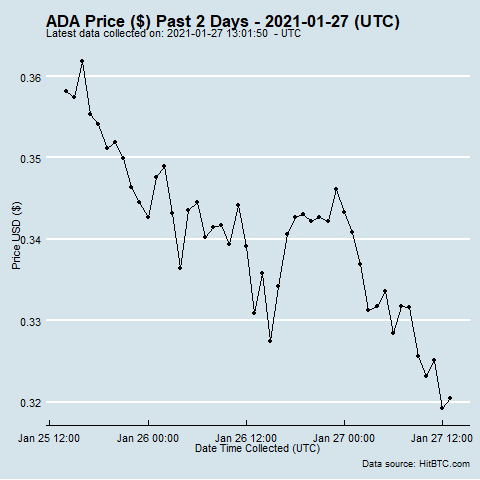 ADA Price ($) Past 2 Days - 2021-01-27 (UTC)
Latest data collected on: 2021-01-27 13:01:50  - UTC
0.36
0.35
0.34
0.33
0.32
Price USD ($)
Jan 25 12:00 Jan 26 00:00 Jan 26 12:00 Jan 27 00:00 Jan 27 12:00
Date Time Collected (UTC)
Data source: HitBTC.com